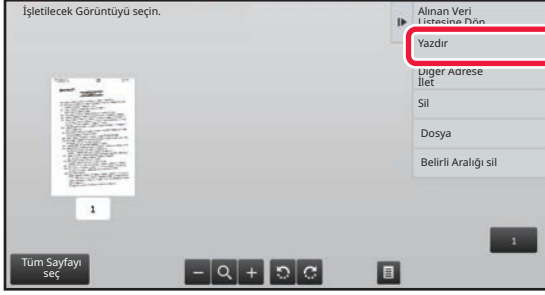 İşletilecek Görüntüyü seçin.
Alınan Veri
Listesine Dön
Yazdır
Diğer Adrese
İlet
Sil
Dosya
Belirli Aralığı sil
1
1
Tüm Sayfayı
seç